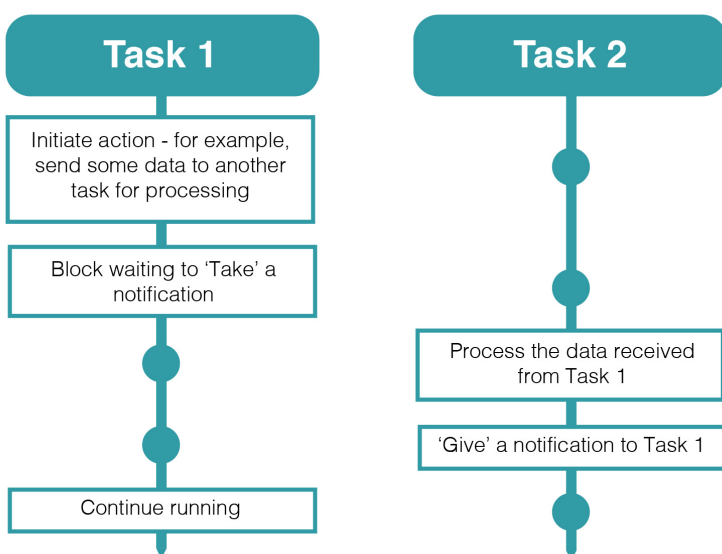 Task 1
Initiate action - for example,
send some data to another
task for processing
Block waiting to ‘Take’ a
notification
Continue running
Task 2
Process the data received
from Task 1
‘Give’ a notification to Task 1